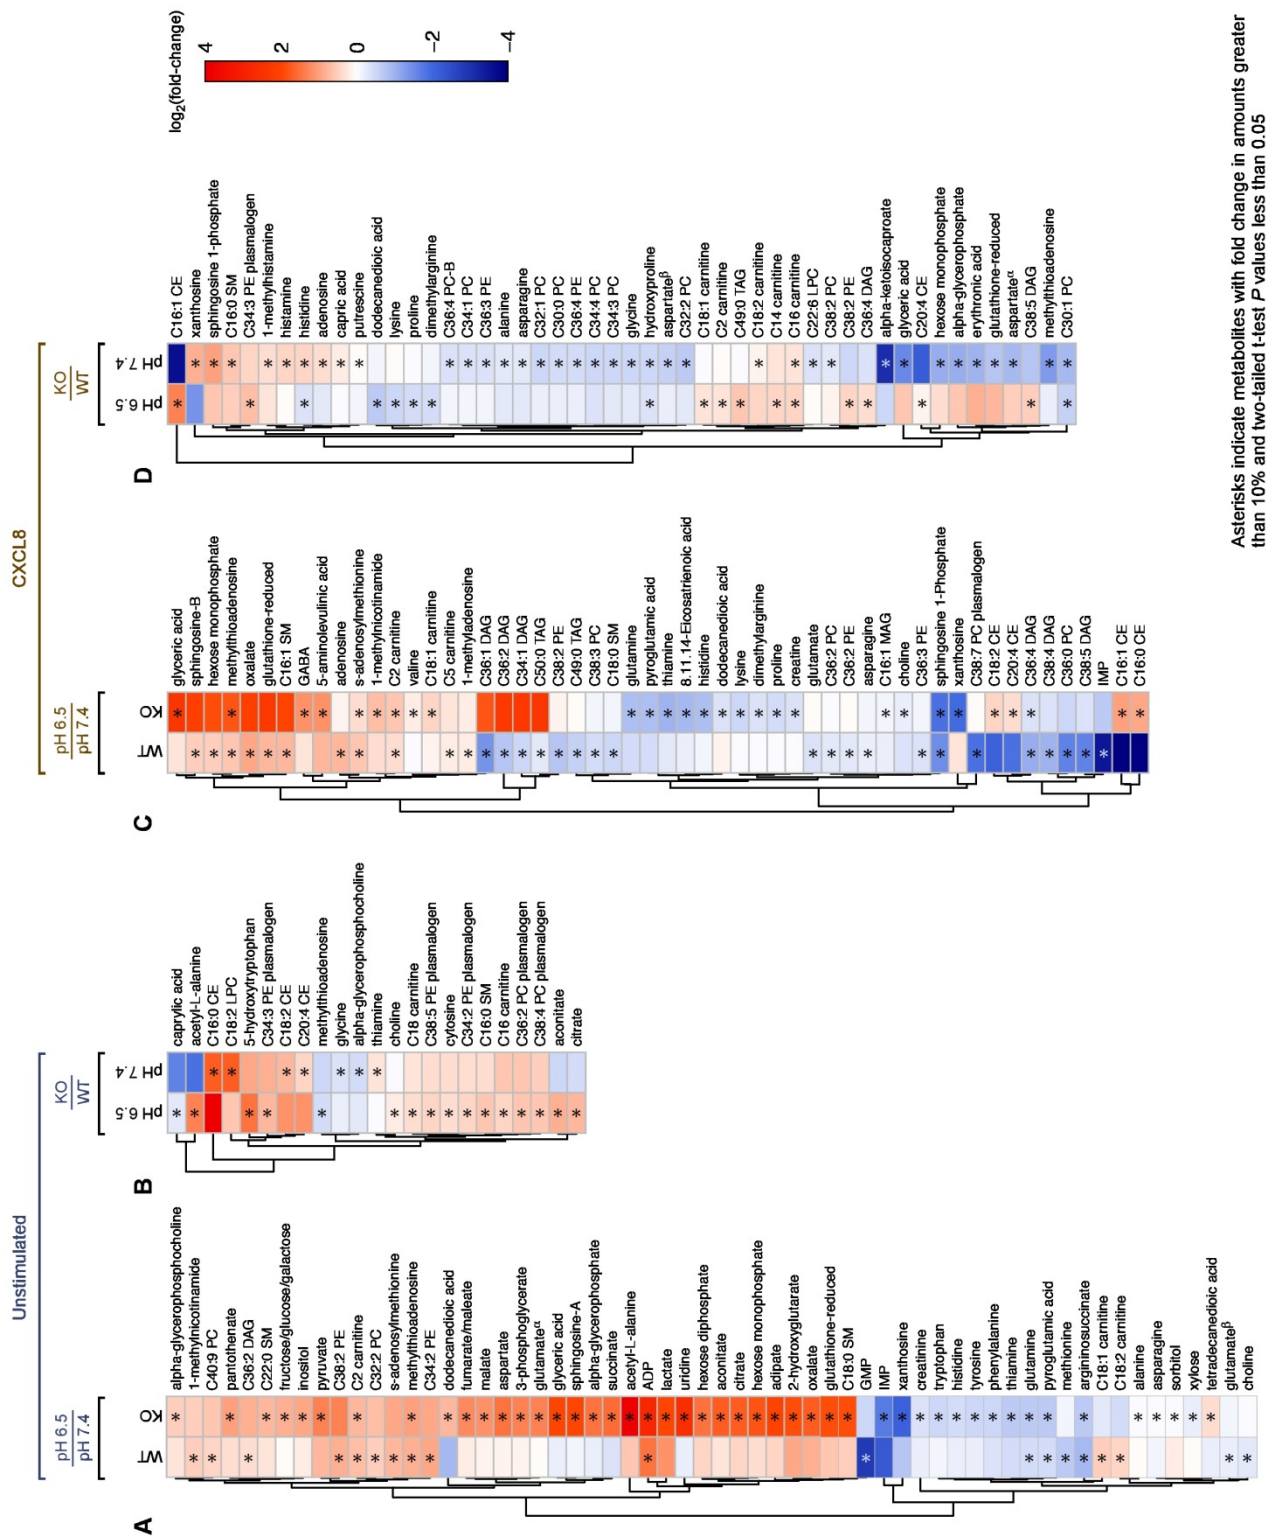 Unstimulated
CXCL8
A
pH 6.5
pH 7.4
WT
KO
alpha-glycerophosphocholine
1-methylnicotinamide
C40:9 PC
pantothenate
C36:2 DAG
C22:0 SM
fructose/glucose/galactose
inositol
pyruvate
C38:2 PE
C2 carnitine
C32:2 PC
s-adenosylmethionine
methylthioadenosine
C34:2 PE
dodecanedioic acid
fumarate/maleate
malate
aspartate
3-phosphoglycerate
glutamateα
glyceric acid
sphingosine-A
alpha-glycerophosphate
succinate
acetyl-L-alanine
ADP
lactate
uridine
hexose diphosphate
aconitate
citrate
hexose monophosphate
adipate
2-hydroxyglutarate
oxalate
glutathione-reduced
C18:0 SM
GMP
IMP
xanthosine
creatinine
tryptophan
histidine
tyrosine
phenylalanine
thiamine
glutamine
pyroglutamic acid
methionine
argininosuccinate
C18:1 carnitine
C18:2 carnitine
alanine
asparagine
sorbitol
xylose
tetradecanedioic acid
glutamateβ
choline
B
KO
WT
pH 6.5
pH 7.4
caprylic acid
acetyl-L-alanine
C16:0 CE
C18:2 LPC
5-hydroxytryptophan
C34:3 PE plasmalogen
C18:2 CE
C20:4 CE
methylthioadenosine
glycine
alpha-glycerophosphocholine
thiamine
choline
C18 carnitine
C38:5 PE plasmalogen
cytosine
C34:2 PE plasmalogen
C16:0 SM
C16 carnitine
C36:2 PC plasmalogen
C38:4 PC plasmalogen
aconitate
citrate
C
pH 6.5
pH 7.4
WT
KO
glyceric acid
sphingosine-B
hexose monophosphate
methylthioadenosine
oxalate
glutathione-reduced
C16:1 SM
GABA
5-aminolevulinic acid
adenosine
s-adenosylmethionine
1-methylnicotinamide
C2 carnitine
valine
C18:1 carnitine
C5 carnitine
1-methyladenosine
C36:1 DAG
C36:2 DAG
C34:1 DAG
C50:0 TAG
C38:2 PE
C49:0 TAG
C38:3 PC
C18:0 SM
glutamine
pyroglutamic acid
thiamine
8,11,14-Eicosatrienoic acid
histidine
dodecanedioic acid
lysine
dimethylarginine
proline
creatine
glutamate
C36:2 PC
C36:2 PE
asparagine
C16:1 MAG
choline
C36:3 PE
sphingosine 1-Phosphate
xanthosine
C38:7 PC plasmalogen
C18:2 CE
C20:4 CE
C36:4 DAG
C38:4 DAG
C36:0 PC
C38:5 DAG
IMP
C16:1 CE
C16:0 CE
D
KO
WT
pH 6.5
pH 7.4
C16:1 CE
xanthosine
sphingosine 1-phosphate
C16:0 SM
C34:3 PE plasmalogen
1-methylhistamine
histamine
histidine
adenosine
capric acid
putrescine
dodecanedioic acid
lysine
proline
dimethylarginine
C36:4 PC-B
C34:1 PC
C36:3 PE
alanine
asparagine
C32:1 PC
C30:0 PC
C36:4 PE
C34:4 PC
C34:3 PC
glycine
hydroxyproline
aspartateβ
C32:2 PC
C18:1 carnitine
C2 carnitine
C49:0 TAG
C18:2 carnitine
C14 carnitine
C16 carnitine
C22:6 LPC
C38:2 PC
C38:2 PE
C36:4 DAG
alpha-ketoisocaproate
glyceric acid
C20:4 CE
hexose monophosphate
alpha-glycerophosphate
erythronic acid
glutathione-reduced
aspartateα
C38:5 DAG
methylthoadenosine
C30:1 PC
log2(fold-change)
4
2
0
−2
−4
Asterisks indicate metabolites with fold change in amounts greater
than 10% and two-tailed t-test P values less than 0.05